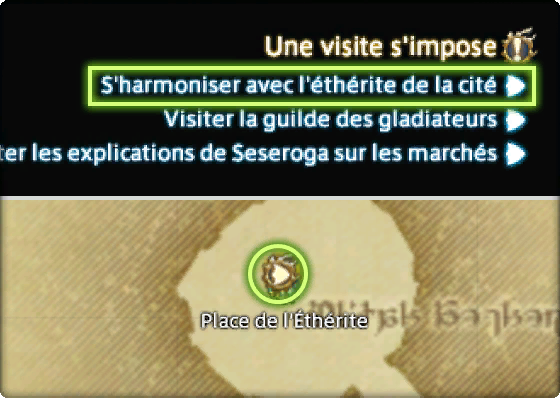 Une visite s'impose
S'harmoniser avec l'éthérite de la cité
Visiter la guilde des gladiateurs
les explications de Seseroga sur les marchés
Place de l'Éthérite